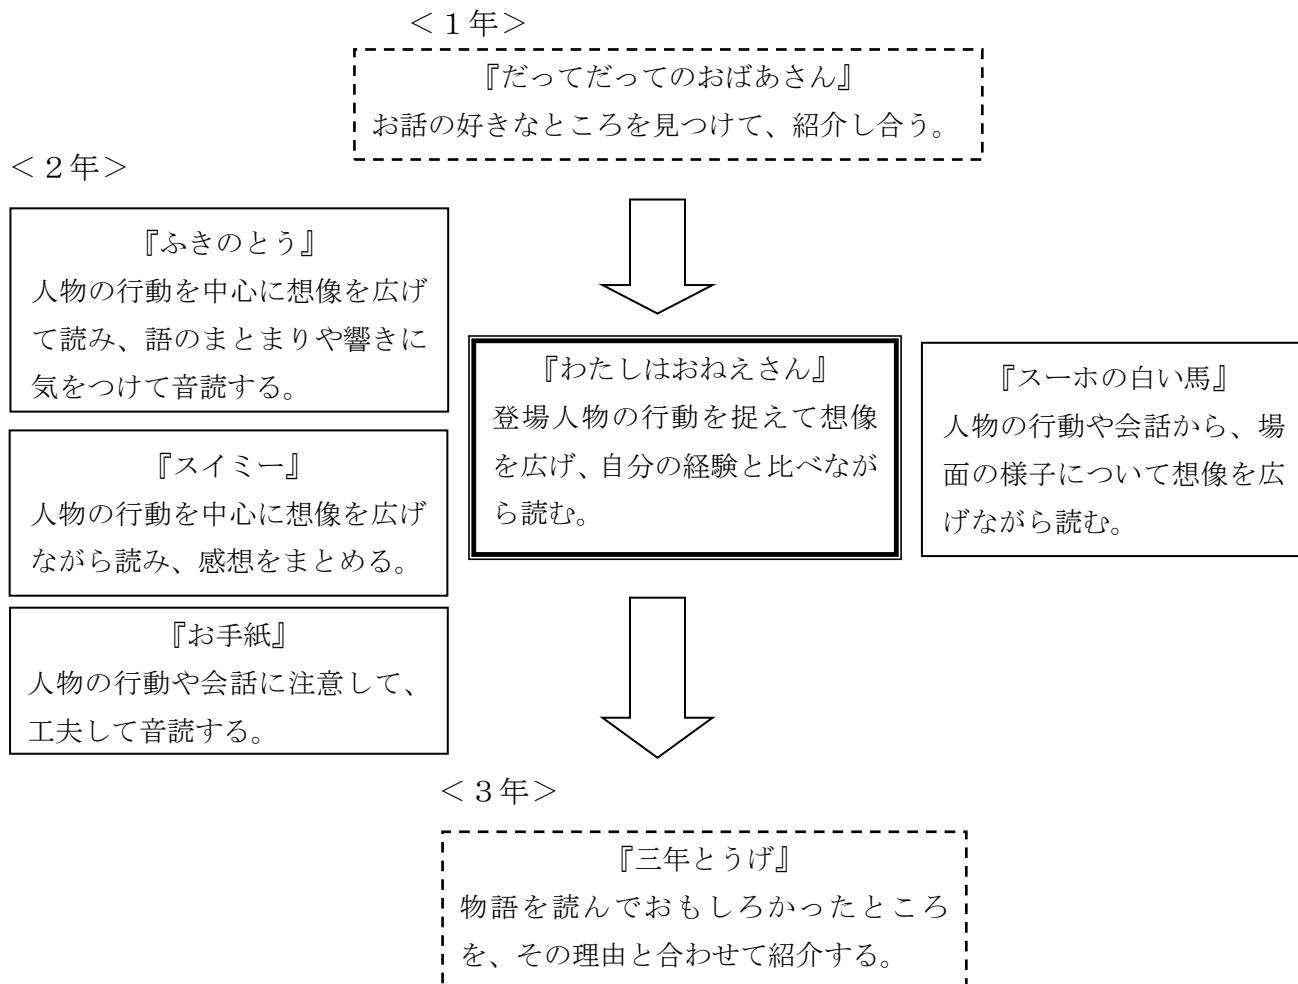 ＜１年＞
『だってだってのおばあさん』
お話の好きなところを見つけて、紹介し合う。
＜２年＞
『ふきのとう』
人物の行動を中心に想像を広げ
て読み、語のまとまりや響きに
気をつけて音読する。
『スイミー』
人物の行動を中心に想像を広げ
ながら読み、感想をまとめる。
『お手紙』
人物の行動や会話に注意して、
工夫して音読する。
『わたしはおねえさん』
登場人物の行動を捉えて想像
を広げ、自分の経験と比べなが
ら読む。
『スーホの白い馬』
人物の行動や会話から、場
面の様子について想像を広
げながら読む。
＜３年＞
『三年とうげ』
物語を読んでおもしろかったところ
を、その理由と合わせて紹介する。